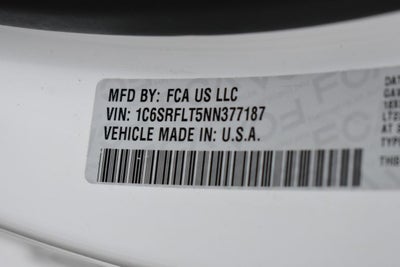 MFD BY: FCA US LLC
VIN: 1C6SRFLT5NN377187
VEHICLE MADE IN: U.S.A.